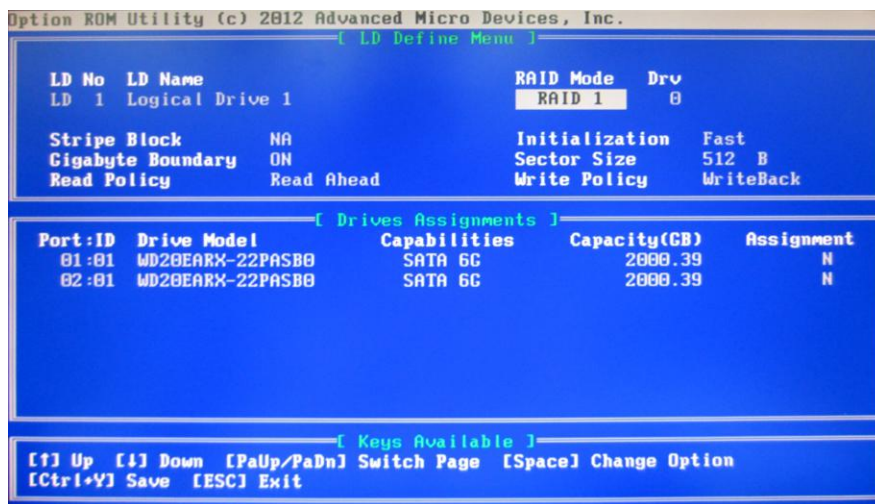 Option ROM Utility (c) 2012 Advanced Micro Devices, Inc.
[ LD Define Menu ]
LD No LD Name RAID Mode Drv
LD 1 Logical Drive 1 RAID 1 0
Stripe Block NA Initialization Fast
Gigabyte Boundary ON Sector Size 512 B
Read Policy Read Ahead Write Policy WriteBack
[ Drives Assignments ]
Port:ID Drive Model Capabilities Capacity(GB) Assignment
01:01 WD20EARX-22PASB0 SATA 6G 2000.39 N
02:01 WD20EARX-22PASB0 SATA 6G 2000.39 N
[ Keys Available ]
[↑] Up [↓] Down [PaUp/PaDn] Switch Page [Space] Change Option
[Ctrl+Y] Save [ESC] Exit